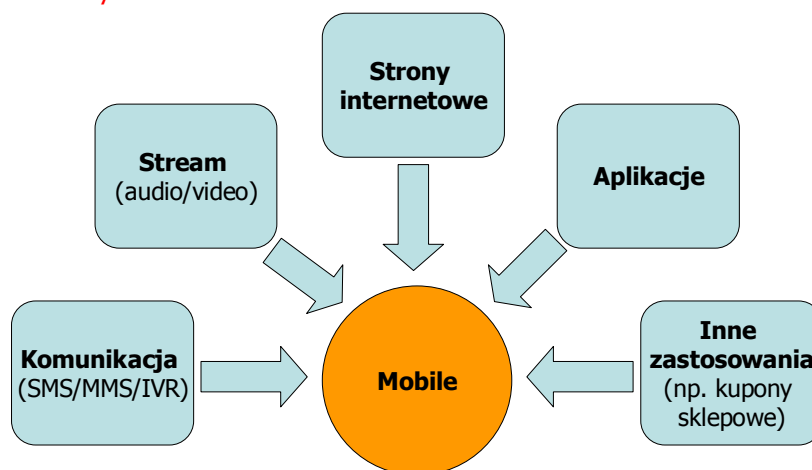 Strony
internetowe
Stream
(audio/video)
Aplikacje
Komunikacja
(SMS/MMS/IVR)
Mobile
Inne
zastosowania
(np. kupony
sklepowe)